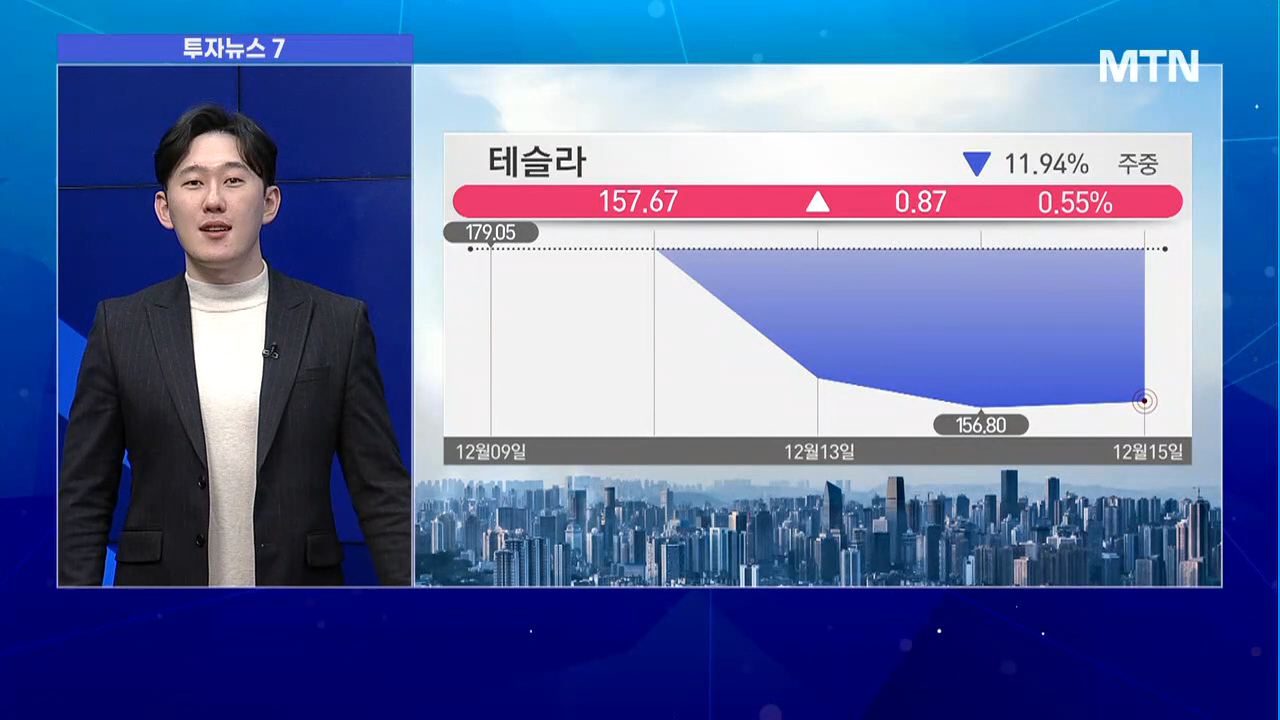 투자뉴스 7
MTN
테슬라
▼ 11.94% 주중
157.67 ▲ 0.87 0.55%
179.05
156.80
12월09일 12월13일 12월15일